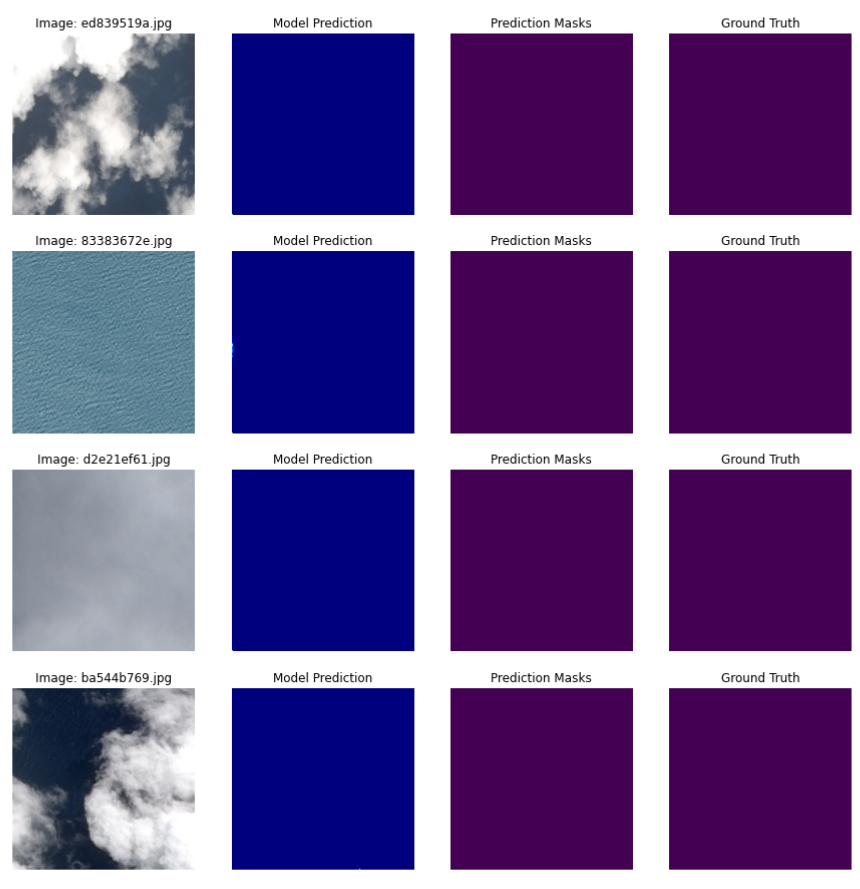 Image: ed839519a.jpg Model Prediction Prediction Masks Ground Truth
Image: 83383672e.jpg Model Prediction Prediction Masks Ground Truth
Image: d2e21ef61.jpg Model Prediction Prediction Masks Ground Truth
Image: ba544b769.jpg Model Prediction Prediction Masks Ground Truth